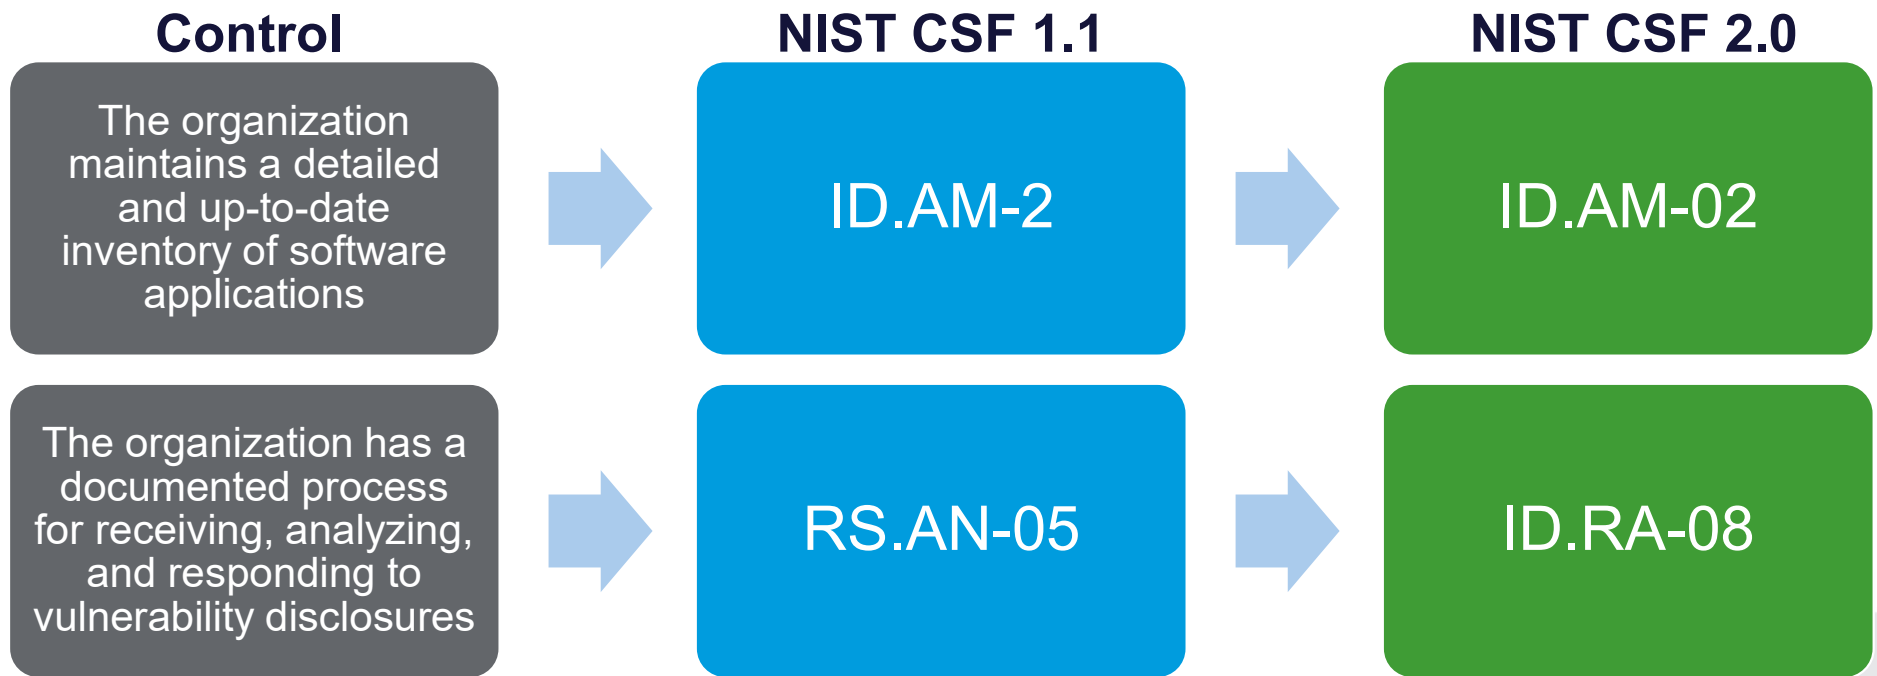 Control
NIST CSF 1.1
NIST CSF 2.0
The organization
maintains a detailed
and up-to-date
inventory of software
applications
ID.AM-2
ID.AM-02
The organization has a
documented process
for receiving, analyzing,
and responding to
vulnerability disclosures
RS.AN-05
ID.RA-08